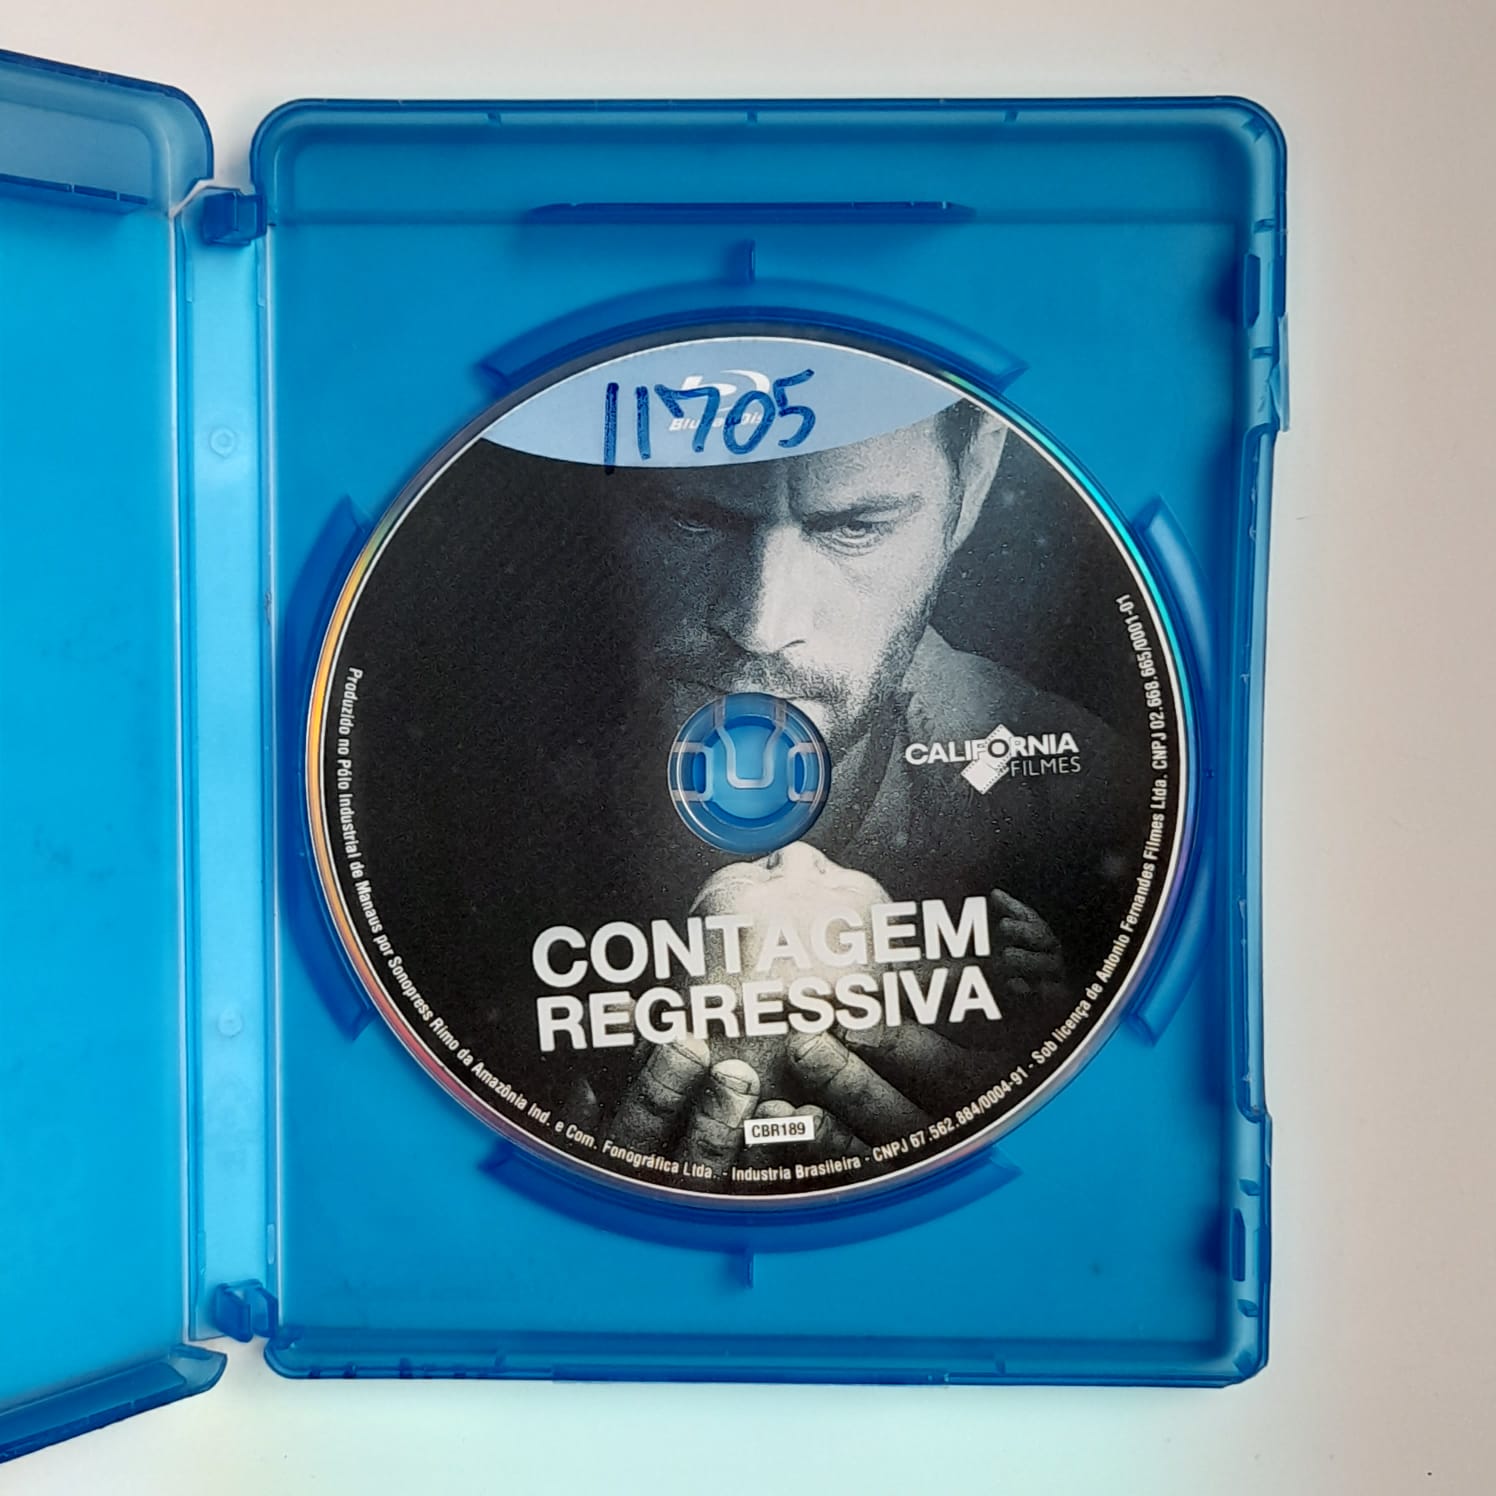 11705
Blu-ray Disc
CALIFORNIA
FILMES
CONTAGEM
REGRESSIVA
CBR189
Produzido no Pólo Industrial de Manaus por Sonopress Rimo da Amazônia Ind. e Com. Fonográfica Ltda. - Industria Brasileira - CNPJ 67.562.884/0004-91 - Sob licença de Antonio Fernandes Filmes Ltda. CNPJ 02.668.665/0001-01